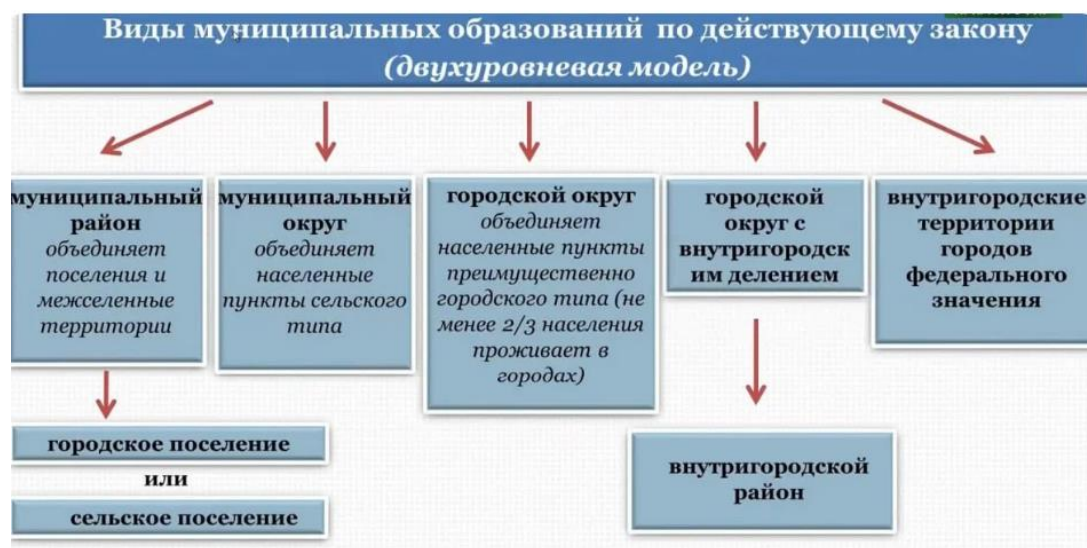 Виды муниципальных образований по действующему закону
(двухуровневая модель)
муниципальный
район
объединяет
поселения и
межселенные
территории
муниципальный
округ
объединяет
населенные
пункты сельского
типа
городской округ
объединяет
населенные пункты
преимущественно
городского типа (не
менее 2/3 населения
проживает в
городах)
городской
округ с
внутригородск
им делением
внутригородские
территории
городов
федерального
значения
городское поселение
или
сельское поселение
внутригородской
район